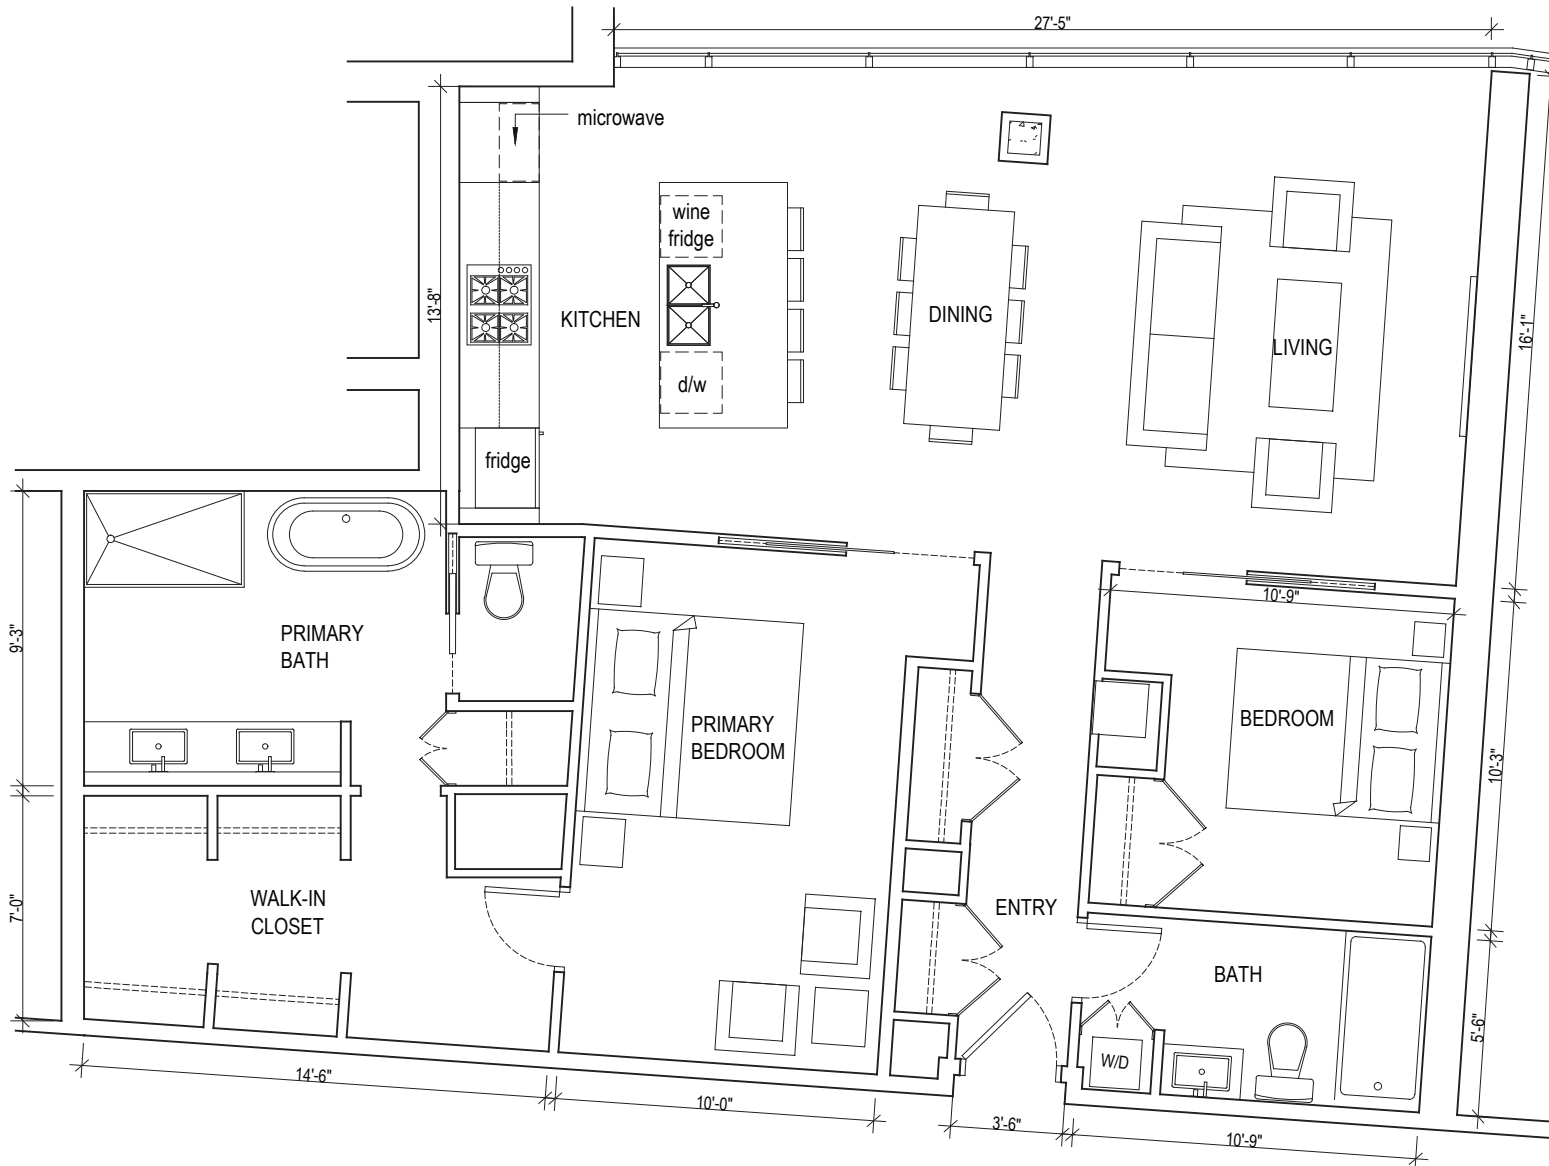 27'-5"
microwave
wine
fridge
13'-8"
KITCHEN
DINING
LIVING
16'-1"
d/w
fridge
10'-9"
9'-3"
PRIMARY
BATH
PRIMARY
BEDROOM
BEDROOM
10'-3"
7'-0"
WALK-IN
CLOSET
ENTRY
BATH
5'-6"
W/D
14'-6"
10'-0"
3'-6"
10'-9"